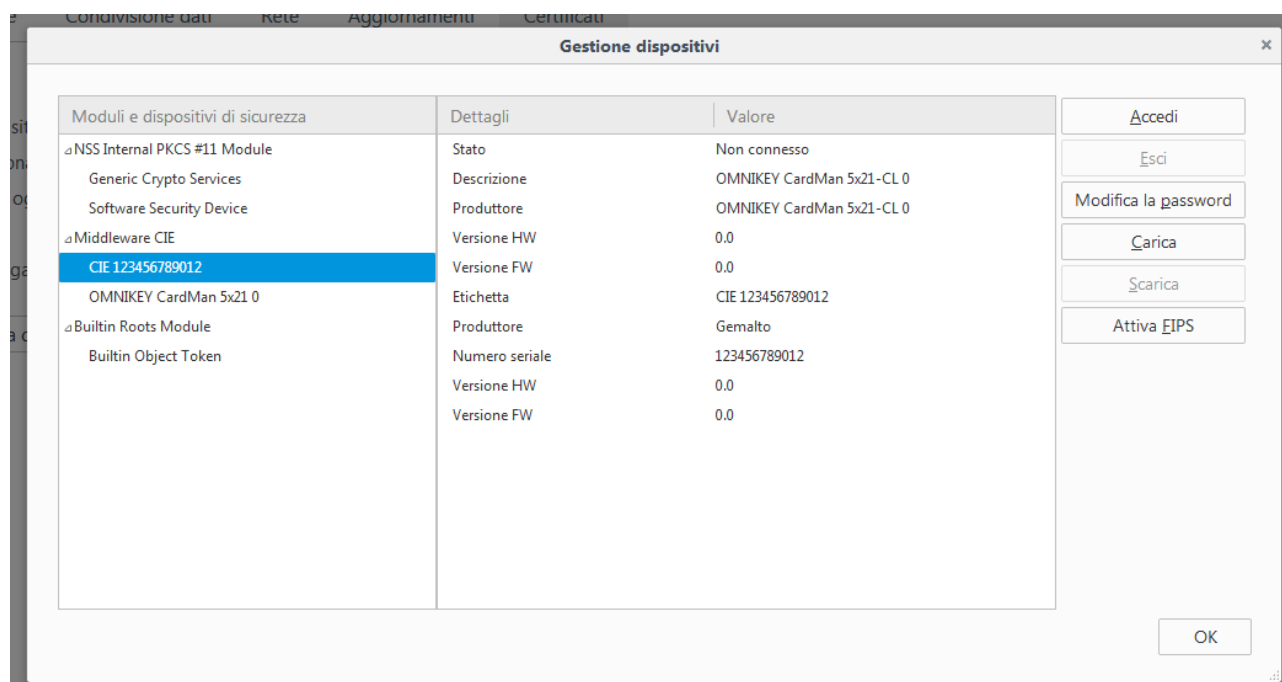 Condivisione dati Rete Aggiornamenti Certificati
Gestione dispositivi
Moduli e dispositivi di sicurezza
NSS Internal PKCS #11 Module
Generic Crypto Services
Software Security Device
Middleware CIE
CIE 123456789012
OMNIKEY CardMan 5x21 0
Builtin Roots Module
Builtin Object Token
Dettagli Valore
Stato Non connesso
Descrizione OMNIKEY CardMan 5x21-CL 0
Produttore OMNIKEY CardMan 5x21-CL 0
Versione HW 0.0
Versione FW 0.0
Etichetta CIE 123456789012
Produttore Gemalto
Numero seriale 123456789012
Versione HW 0.0
Versione FW 0.0
Accedi
Esci
Modifica la password
Carica
Scarica
Attiva FIPS
OK